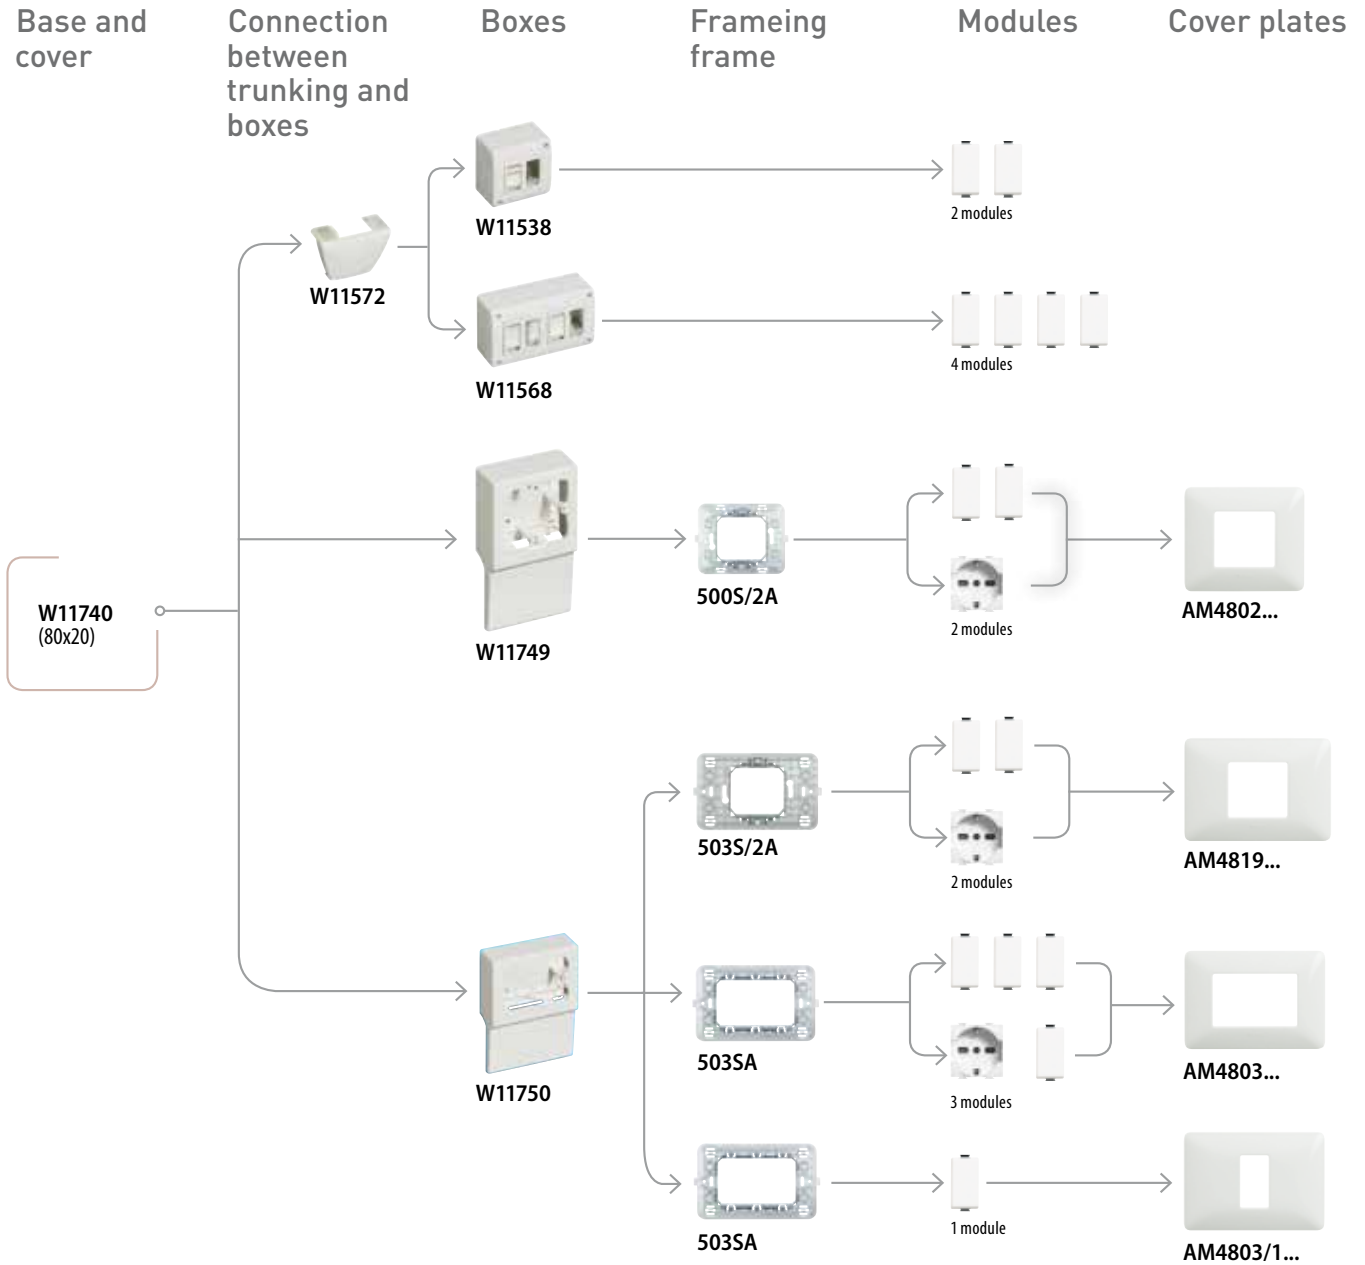 Base and
cover
Connection
between
trunking and
boxes
Boxes
Frameing
frame
Modules
Cover plates
W11538
2 modules
W11572
W11568
4 modules
W11749
500S/2A
2 modules
AM4802...
W11740
(80x20)
503S/2A
2 modules
AM4819...
W11750
503SA
3 modules
AM4803...
503SA
1 module
AM4803/1...